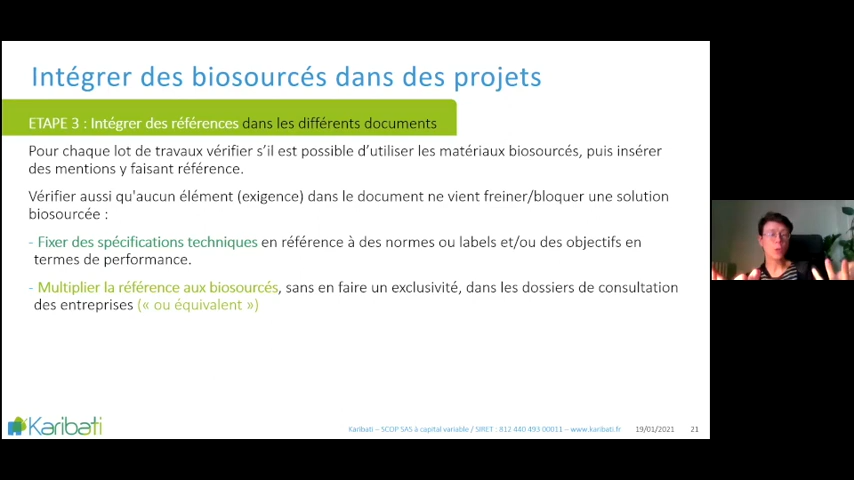 Intégrer des biosourcés dans des projets
ETAPE 3 : Intégrer des références dans les différents documents
Pour chaque lot de travaux vérifier s'il est possible d'utiliser les matériaux biosourcés, puis insérer
des mentions y faisant référence.
Vérifier aussi qu'aucun élément (exigence) dans le document ne vient freiner/bloquer une solution
biosourcée :
- Fixer des spécifications techniques en référence à des normes ou labels et/ou des objectifs en
termes de performance.
- Multiplier la référence aux biosourcés, sans en faire un exclusivité, dans les dossiers de consultation
des entreprises (« ou équivalent »)
Karibati
Karibati – SCOP SAS à capital variable / SIRET : 812 440 493 00011 – www.karibati.fr
19/01/2021
21